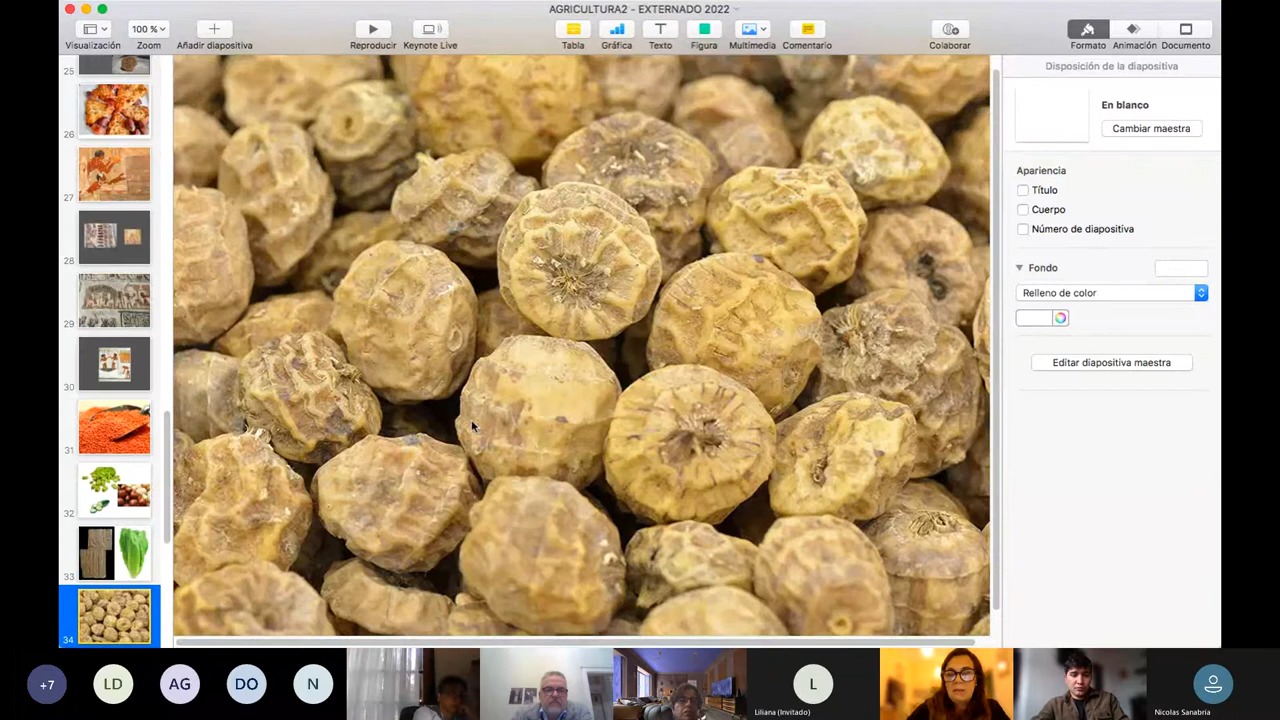 AGRICULTURA2 - EXTERNADO 2022
100 %
Visualización
Zoom
Añadir diapositiva
Reproducir
Keynote Live
Tabla
Gráfica
Texto
Figura
Multimedia
Comentario
Colaborar
Formato
Animación
Documento
Disposición de la diapositiva
En blanco
Cambiar maestra
Apariencia
Título
Cuerpo
Número de diapositiva
Fondo
Relleno de color
Editar diapositiva maestra
25
26
27
28
29
30
31
32
33
34
+7
LD
AG
DO
N
L
Liliana (Invitado)
Nicolas Sanabria